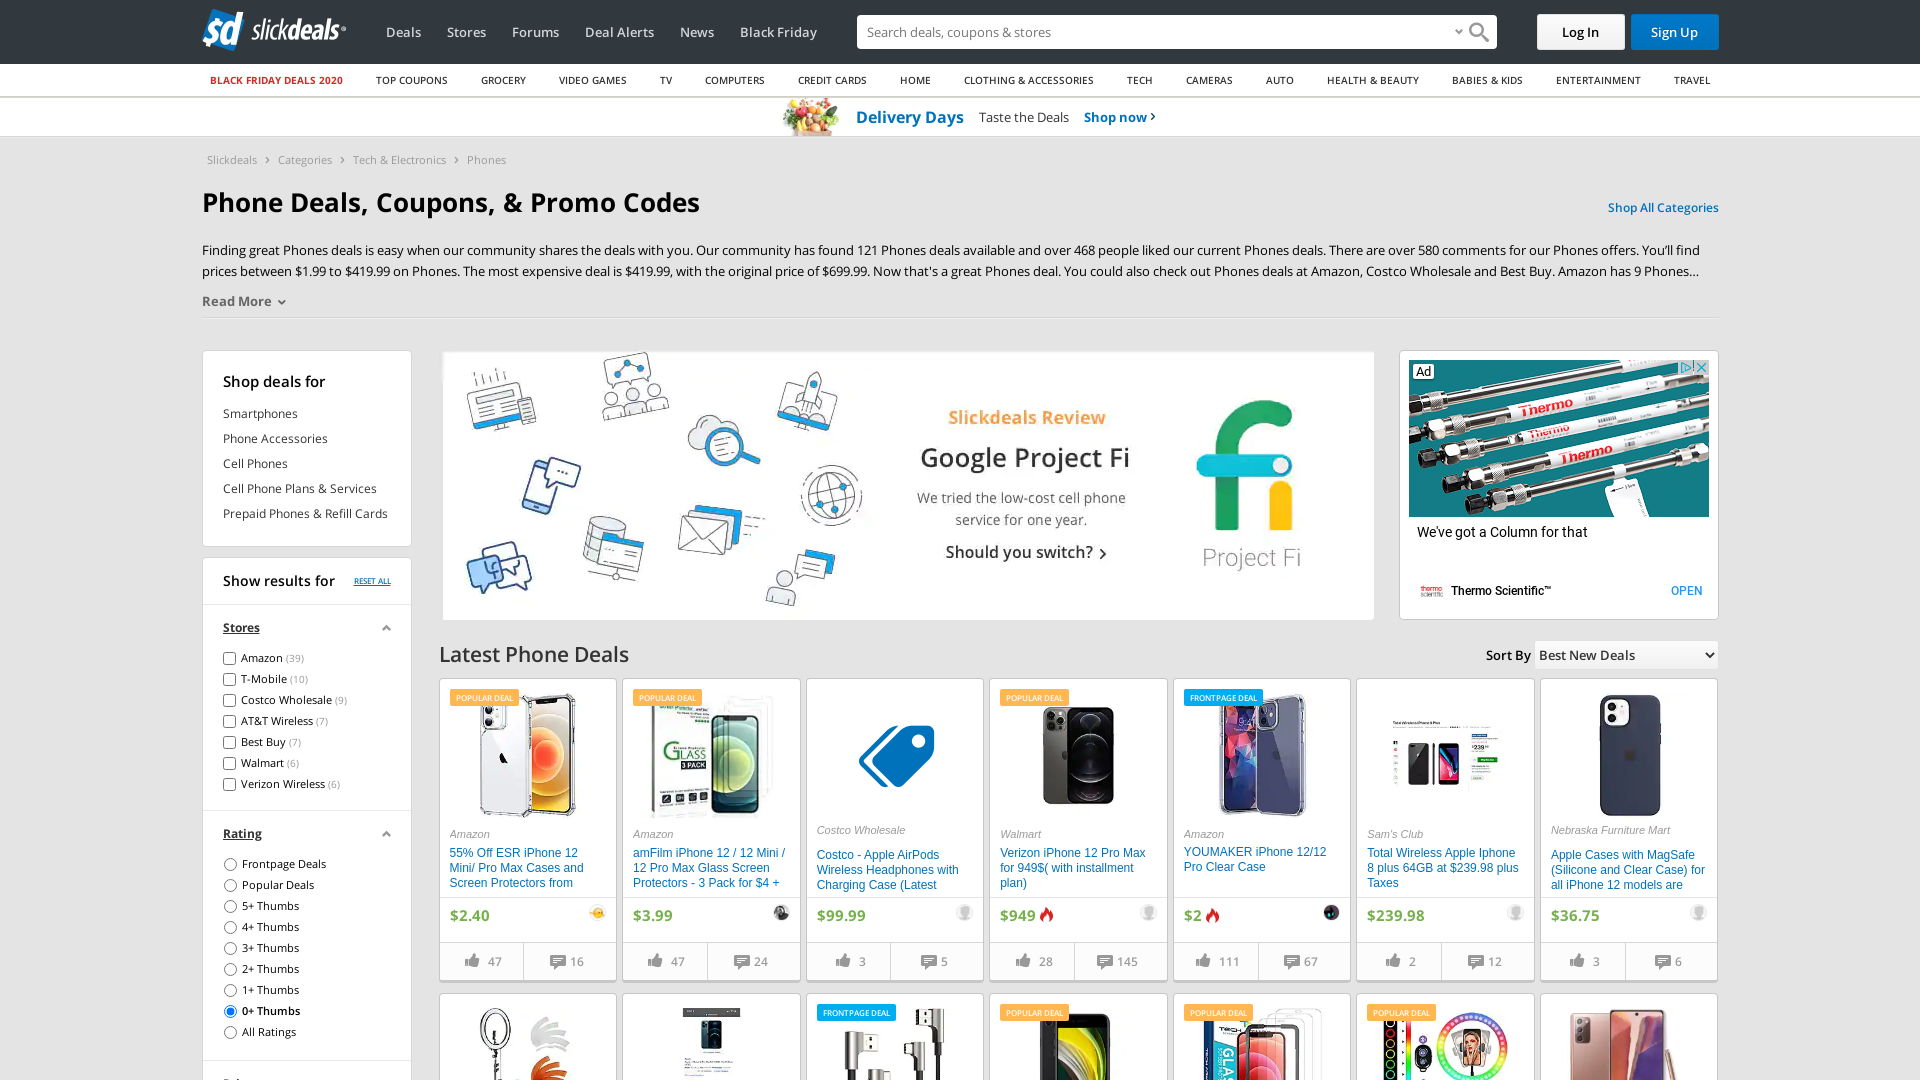 slickdeals
Deals
Stores
Forums
Deal Alerts
News
Black Friday
Search deals, coupons & stores
Log In
Sign Up
BLACK FRIDAY DEALS 2020
TOP COUPONS
GROCERY
VIDEO GAMES
TV
COMPUTERS
CREDIT CARDS
HOME
CLOTHING & ACCESSORIES
TECH
CAMERAS
AUTO
HEALTH & BEAUTY
BABIES & KIDS
ENTERTAINMENT
TRAVEL
Delivery Days Taste the Deals Shop now
Slickdeals
Categories
Tech & Electronics
Phones
Phone Deals, Coupons, & Promo Codes
Shop All Categories
Finding great Phones deals is easy when our community shares the deals with you. Our community has found 121 Phones deals available and over 468 people liked our current Phones deals. There are over 580 comments for our Phones offers. You'll find
prices between $1.99 to $419.99 on Phones. The most expensive deal is $419.99, with the original price of $699.99. Now that's a great Phones deal. You could also check out Phones deals at Amazon, Costco Wholesale and Best Buy. Amazon has 9 Phones...
Read More
Shop deals for
Smartphones
Phone Accessories
Cell Phones
Cell Phone Plans & Services
Prepaid Phones & Refill Cards
Show results for
RESET ALL
Stores
Amazon (39)
T-Mobile (10)
Costco Wholesale (9)
AT&T Wireless (7)
Best Buy (7)
Walmart (6)
Verizon Wireless (6)
Rating
Frontpage Deals
Popular Deals
5+ Thumbs
4+ Thumbs
3+ Thumbs
2+ Thumbs
1+ Thumbs
0+ Thumbs
All Ratings
Slickdeals Review
Google Project Fi
We tried the low-cost cell phone
service for one year.
Should you switch?
Project Fi
Ad
Thermo
Thermo
Thermo
We've got a Column for that
thermo
scientific
Thermo Scientific™
OPEN
Latest Phone Deals
Sort By
Best New Deals
POPULAR DEAL
Amazon
55% Off ESR iPhone 12
Mini/ Pro Max Cases and
Screen Protectors from
$2.40
47
16
POPULAR DEAL
GLASS
3 PACK
Amazon
amFilm iPhone 12 / 12 Mini /
12 Pro Max Glass Screen
Protectors - 3 Pack for $4 +
$3.99
47
24
Costco Wholesale
Costco - Apple AirPods
Wireless Headphones with
Charging Case (Latest
$99.99
3
5
POPULAR DEAL
Walmart
Verizon iPhone 12 Pro Max
for 949$( with installment
plan)
$949
28
145
FRONTPAGE DEAL
Amazon
YOUMAKER iPhone 12/12
Pro Clear Case
$2
111
67
Sam's Club
Total Wireless Apple Iphone
8 plus 64GB at $239.98 plus
Taxes
$239.98
2
12
Nebraska Furniture Mart
Apple Cases with MagSafe
(Silicone and Clear Case) for
all iPhone 12 models are
$36.75
3
6
FRONTPAGE DEAL
POPULAR DEAL
POPULAR DEAL
POPULAR DEAL